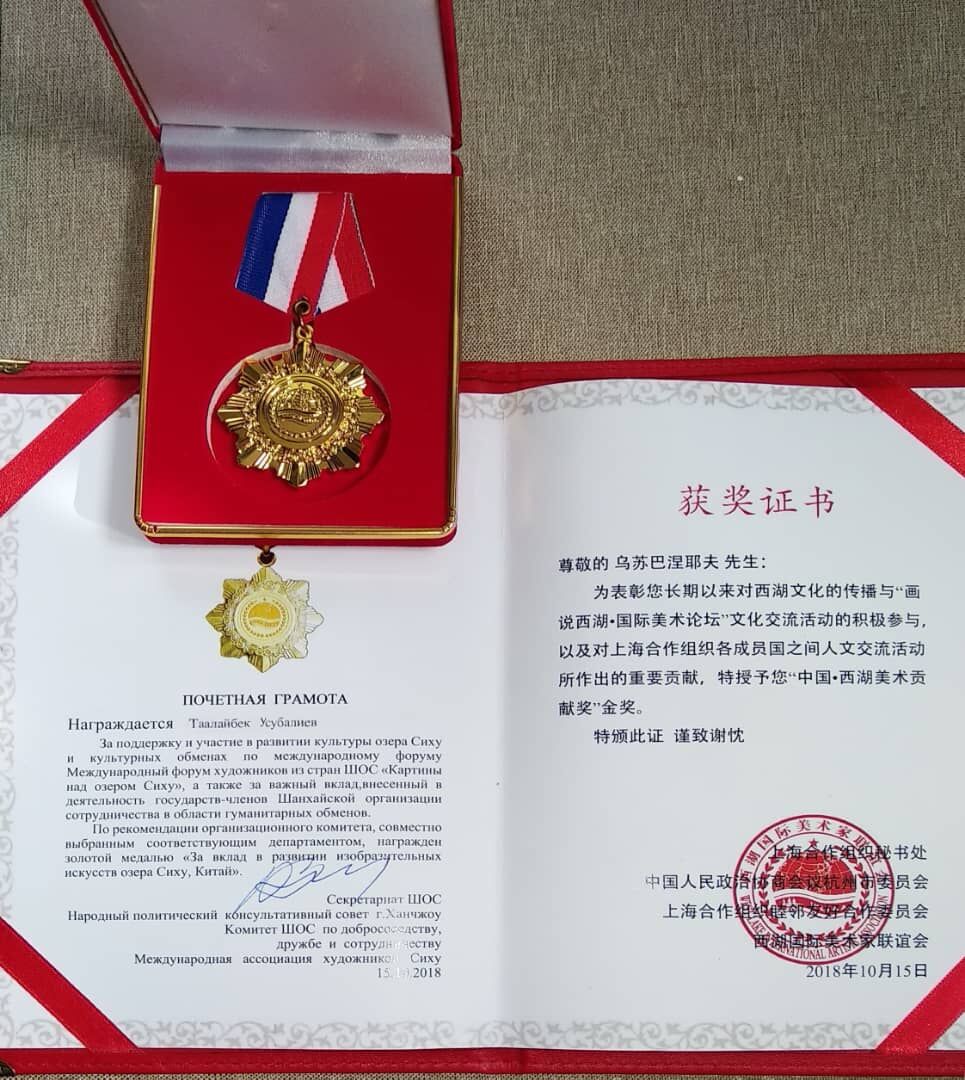 ПОЧЕТНАЯ ГРАМОТА
Награждается Таалайбек Усубалиев
За поддержку и участие в развитии культуры озера Сиху
и культурных обменах по международному форуму
Международный форум художников из стран ШОС «Картины
над озером Сиху», а также за важный вклад,внесенный в
деятельность государств-членов Шанхайской организации
сотрудничества в области гуманитарных обменов.
По рекомендации организационного комитета, совместно
выбранным соответствующим департаментом, награжден
золотой медалью «За вклад в развитии изобразительных
искусств озера Сиху, Китай».
Секретариат ШОС
Народный политический консультативный совет г.Ханчжоу
Комитет ШОС по добрососедству,
дружбе и сотрудничеству
Международная ассоциация художников Сиху
15.10.2018
获奖证书
尊敬的 乌苏巴涅耶夫 先生：
为表彰您长期以来对西湖文化的传播与“画
说西湖•国际美术论坛”文化交流活动的积极参与，
以及对上海合作组织各成员国之间人文交流活动
所作出的重要贡献，特授予您“中国•西湖美术贡
献奖”金奖。
特颁此证 谨致谢忱
上海合作组织秘书处
中国人民政治协商会议杭州市委员会
上海合作组织睦邻友好合作委员会
西湖国际美术家联谊会
2018年10月15日